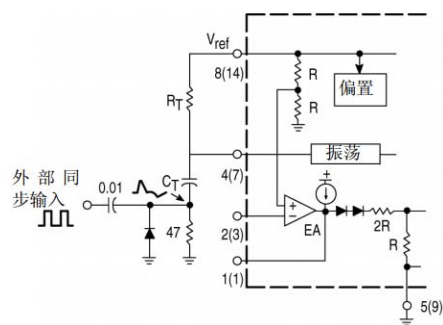 Vref
8(14)
R
RT
R
偏置
4(7)
振荡
外部同
步输入
0.01
CT
47
+
−
2(3)
EA
2R
R
1(1)
5(9)